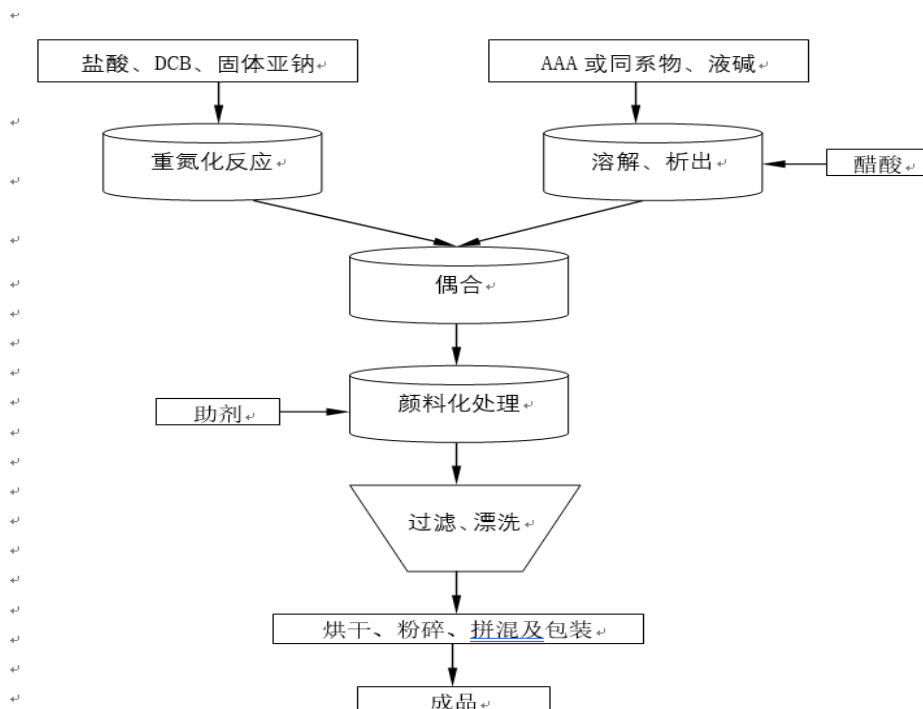 盐酸、DCB、固体亚钠
AAA 或同系物、液碱
重氮化反应
溶解、析出
醋酸
偶合
颜料化处理
助剂
过滤、漂洗
烘干、粉碎、拼混及包装
成品